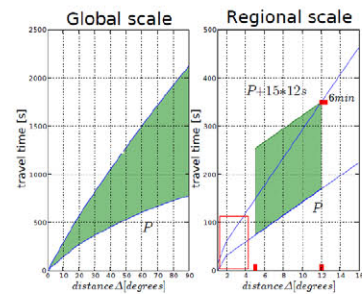 Global scale
Regional scale
2500
2000
1500
1000
500
0
travel time [s]
P
0 10 20 30 40 50 60 70 80 90
distance Δ[degrees]
500
400
300
200
100
0
travel time [s]
P+15*12s
6min
P
2 4 6 8 10 12 14 16
distance Δ[degrees]